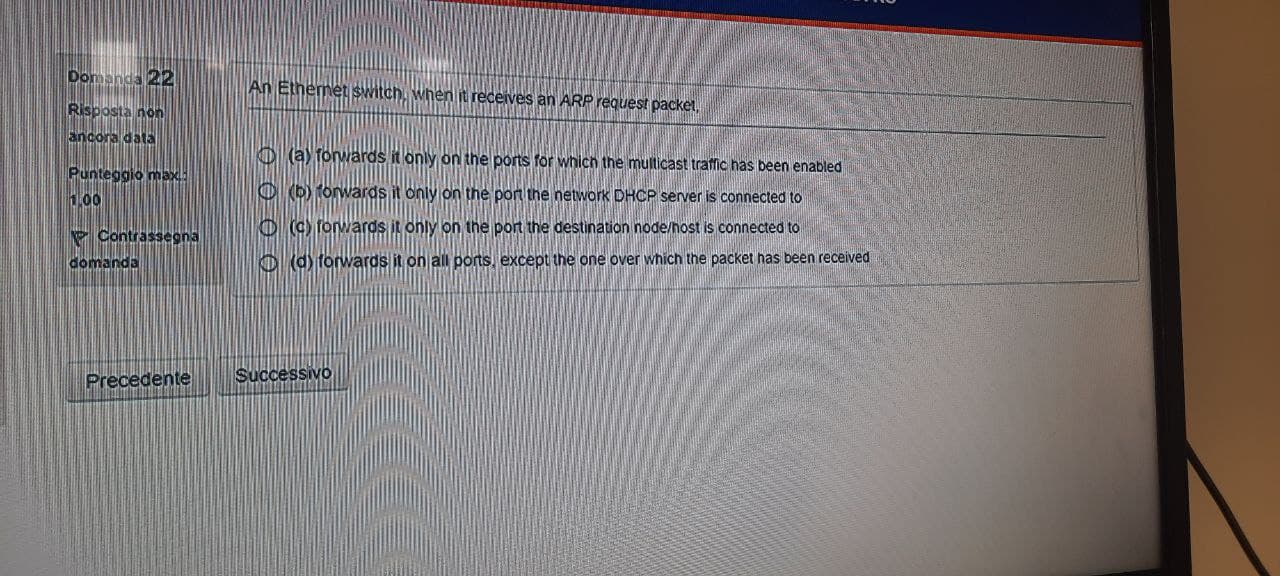 Domanda 22
Risposta non
ancora data
Punteggio max.:
1,00
Contrassegna
domanda
An Ethernet switch, when it receives an ARP request packet,
(a) forwards it only on the ports for which the multicast traffic has been enabled
(b) forwards it only on the port the network DHCP server is connected to
(c) forwards it only on the port the destination node/host is connected to
(d) forwards it on all ports, except the one over which the packet has been received
Precedente
Successivo